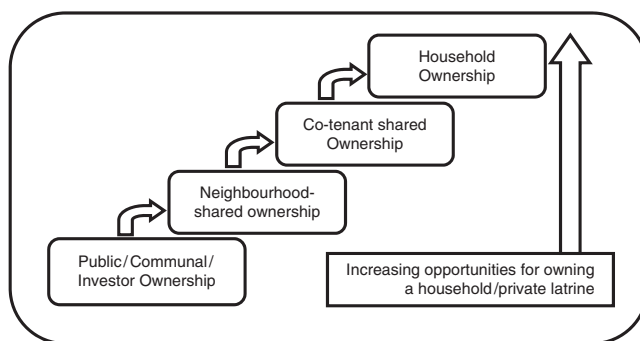 Household
Ownership
Co-tenant shared
Ownership
Neighbourhood-
shared ownership
Public/Communal/
Investor Ownership
Increasing opportunities for owning
a household/private latrine